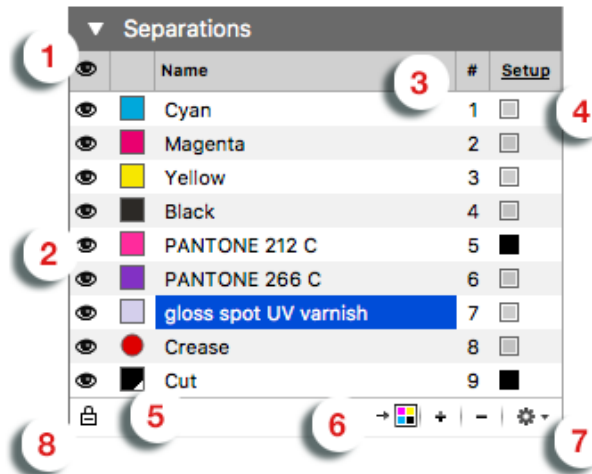 Separations
1
Name # Setup
3
Cyan 1
4
Magenta 2
Yellow 3
Black 4
2
PANTONE 212 C 5
PANTONE 266 C 6
gloss spot UV varnish 7
Crease 8
Cut 9
5
6
+ −
8
7